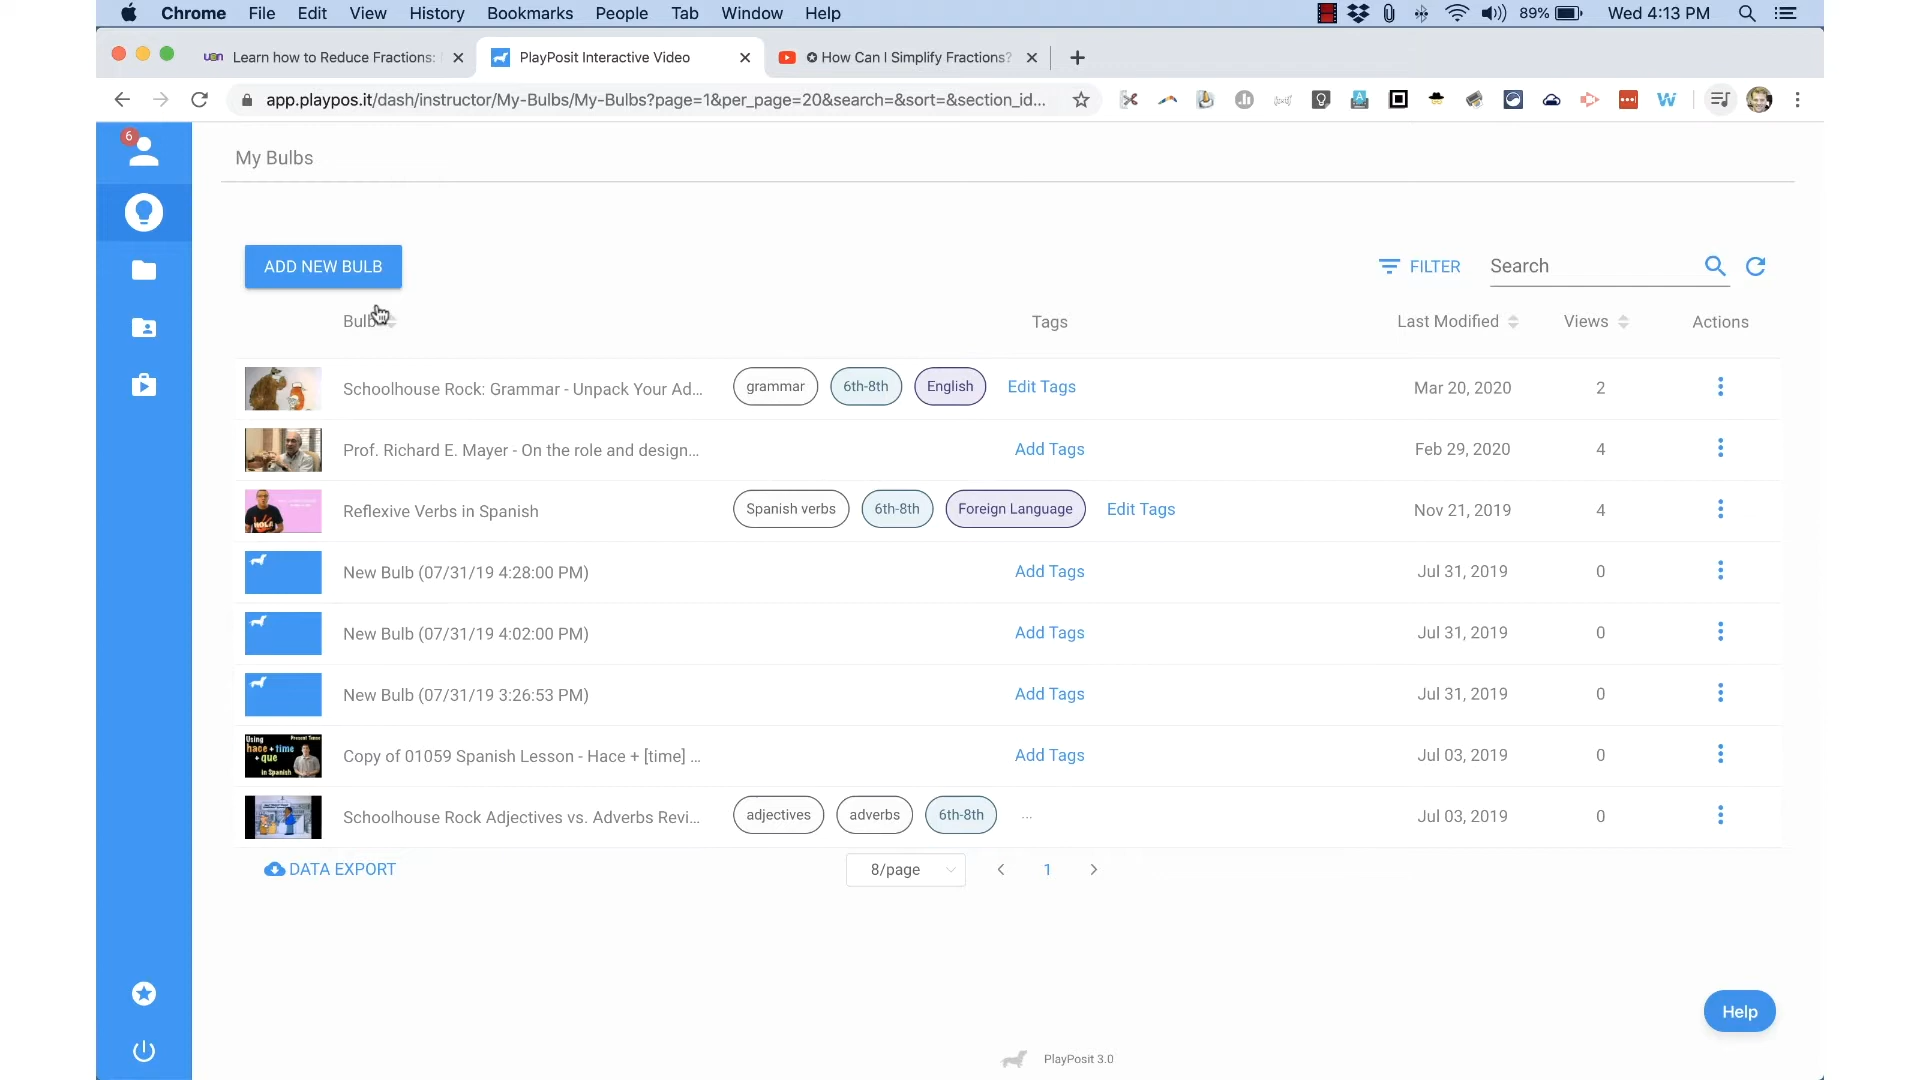 Chrome File Edit View History Bookmarks People Tab Window Help 89% Wed 4:13 PM
Learn how to Reduce Fractions: PlayPosit Interactive Video How Can I Simplify Fractions?
app.playpos.it/dash/instructor/My-Bulbs/My-Bulbs?page=1&per_page=20&search=&sort=&section_id...
6
My Bulbs
ADD NEW BULB FILTER Search
Bulb Tags Last Modified Views Actions
Schoolhouse Rock: Grammar - Unpack Your Ad... grammar 6th-8th English Edit Tags Mar 20, 2020 2
Prof. Richard E. Mayer - On the role and design... Add Tags Feb 29, 2020 4
Reflexive Verbs in Spanish Spanish verbs 6th-8th Foreign Language Edit Tags Nov 21, 2019 4
New Bulb (07/31/19 4:28:00 PM) Add Tags Jul 31, 2019 0
New Bulb (07/31/19 4:02:00 PM) Add Tags Jul 31, 2019 0
New Bulb (07/31/19 3:26:53 PM) Add Tags Jul 31, 2019 0
Using Present Tense
hace + time
+ que
in Spanish
Copy of 01059 Spanish Lesson - Hace + [time] ... Add Tags Jul 03, 2019 0
Schoolhouse Rock Adjectives vs. Adverbs Revi... adjectives adverbs 6th-8th ... Jul 03, 2019 0
DATA EXPORT 8/page 1
Help
PlayPosit 3.0